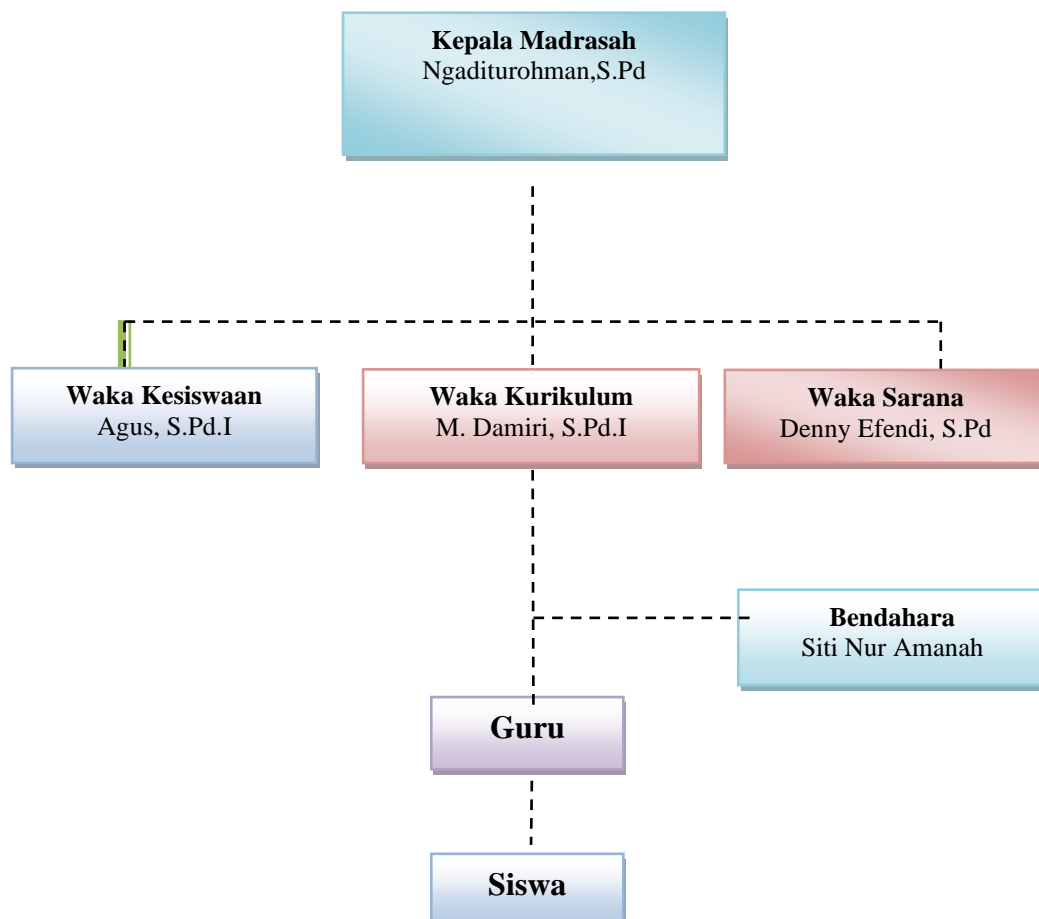 Kepala Madrasah
Ngaditurohman,S.Pd
Waka Kesiswaan
Agus, S.Pd.I
Waka Kurikulum
M. Damiri, S.Pd.I
Waka Sarana
Denny Efendi, S.Pd
Bendahara
Siti Nur Amanah
Guru
Siswa